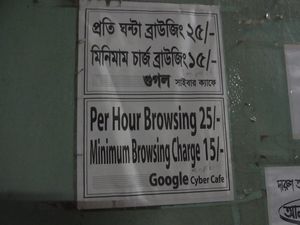 প্রতি ঘন্টা ব্রাউজিং ২৫/-
মিনিমাম চার্জ ব্রাউজিং ১৫/-
গুগল সাইবার ক্যাফে
Per Hour Browsing 25/-
Minimum Browsing Charge 15/-
Google Cyber Cafe